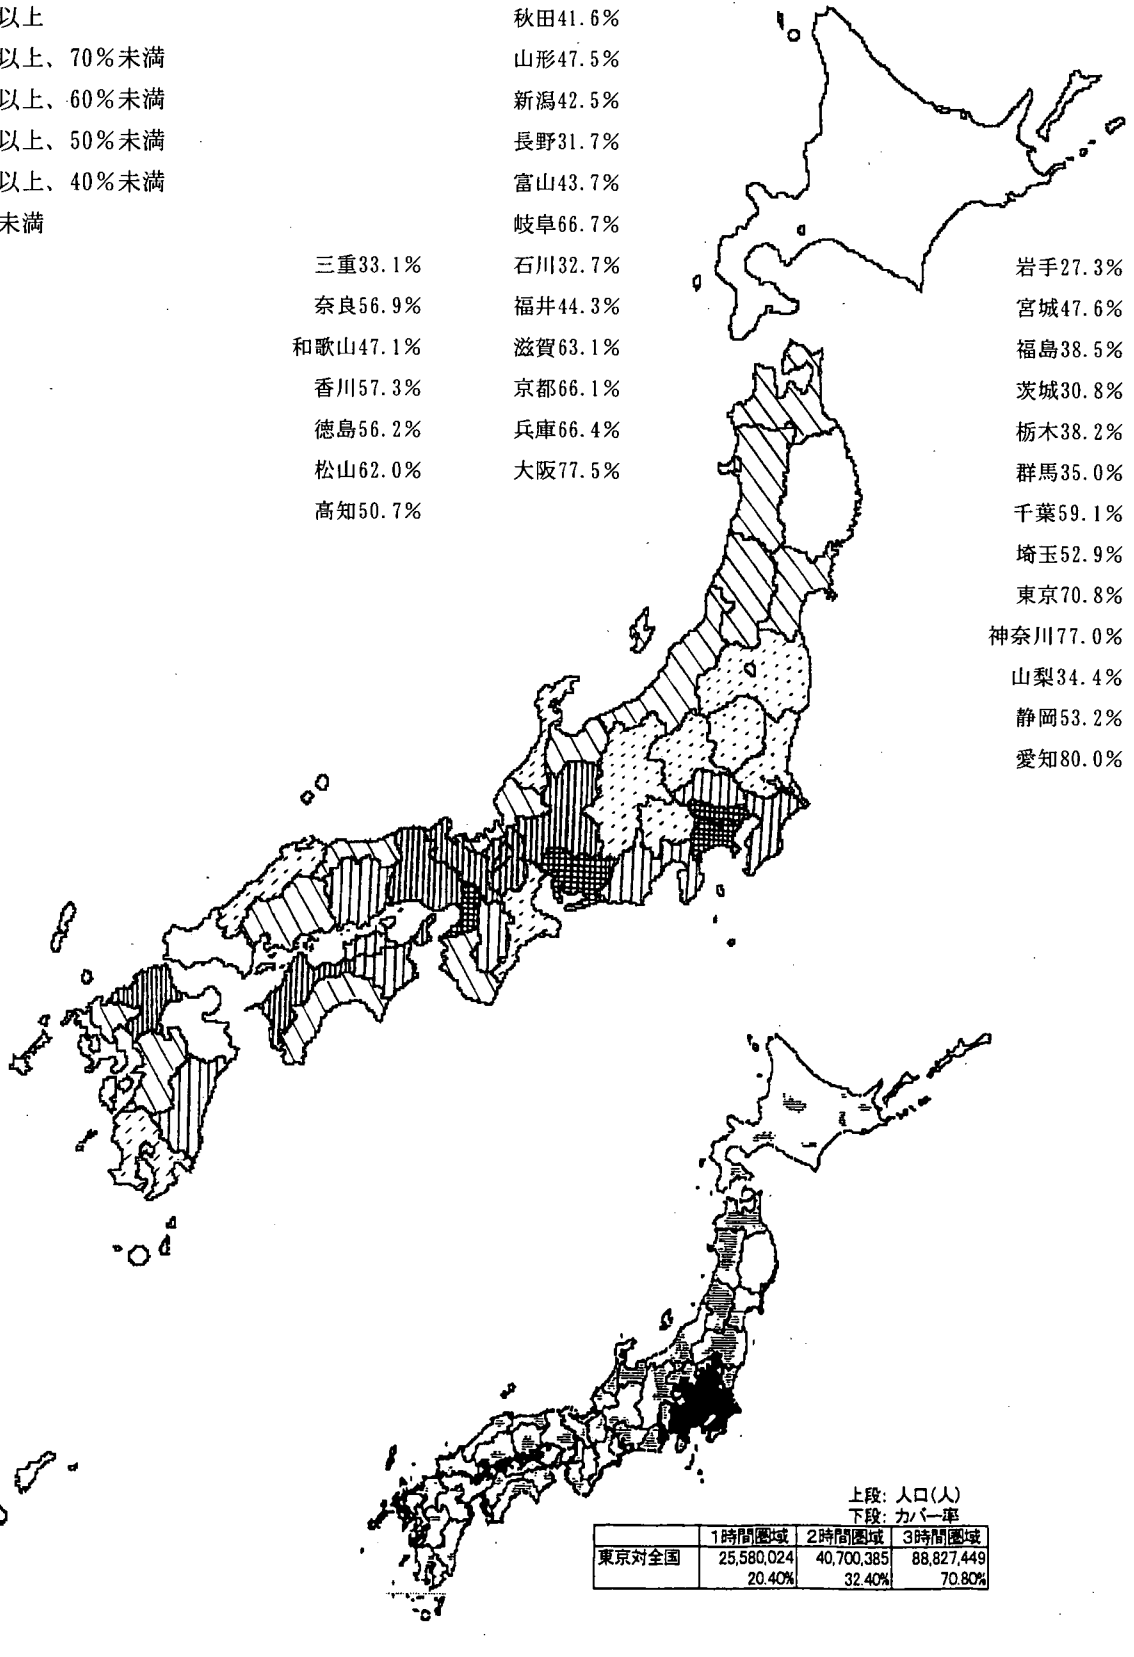 以上
以上、70%未満
以上、60%未満
以上、50%未満
以上、40%未満
未満
三重33.1%
奈良56.9%
和歌山47.1%
香川57.3%
徳島56.2%
松山62.0%
高知50.7%
秋田41.6%
山形47.5%
新潟42.5%
長野31.7%
富山43.7%
岐阜66.7%
石川32.7%
福井44.3%
滋賀63.1%
京都66.1%
兵庫66.4%
大阪77.5%
岩手27.3%
宮城47.6%
福島38.5%
茨城30.8%
栃木38.2%
群馬35.0%
千葉59.1%
埼玉52.9%
東京70.8%
神奈川77.0%
山梨34.4%
静岡53.2%
愛知80.0%
上段: 人口(人)
下段: カバー率
1時間圏域 2時間圏域 3時間圏域
東京対全国 25,580,024 40,700,385 88,827,449
20.40% 32.40% 70.80%